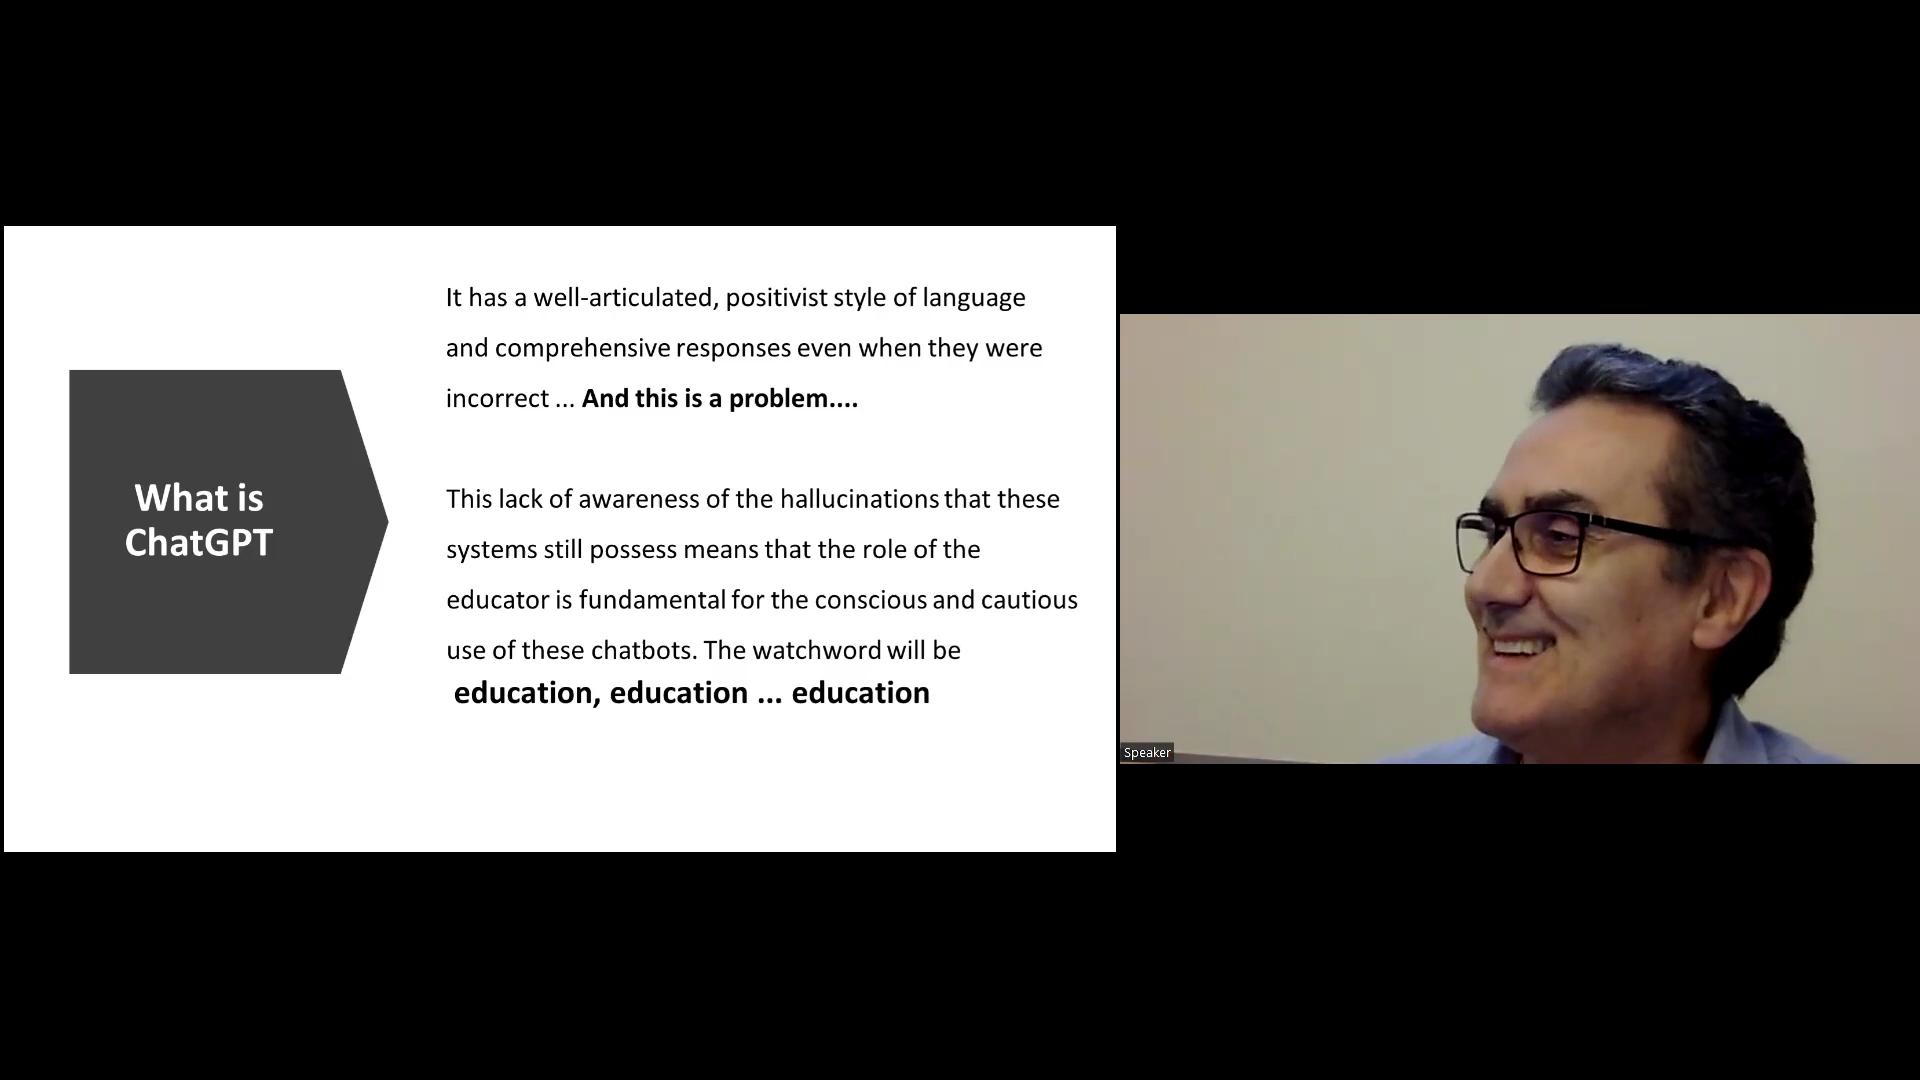 What is
ChatGPT
It has a well-articulated, positivist style of language
and comprehensive responses even when they were
incorrect ... And this is a problem....
This lack of awareness of the hallucinations that these
systems still possess means that the role of the
educator is fundamental for the conscious and cautious
use of these chatbots. The watchword will be
education, education ... education
Speaker